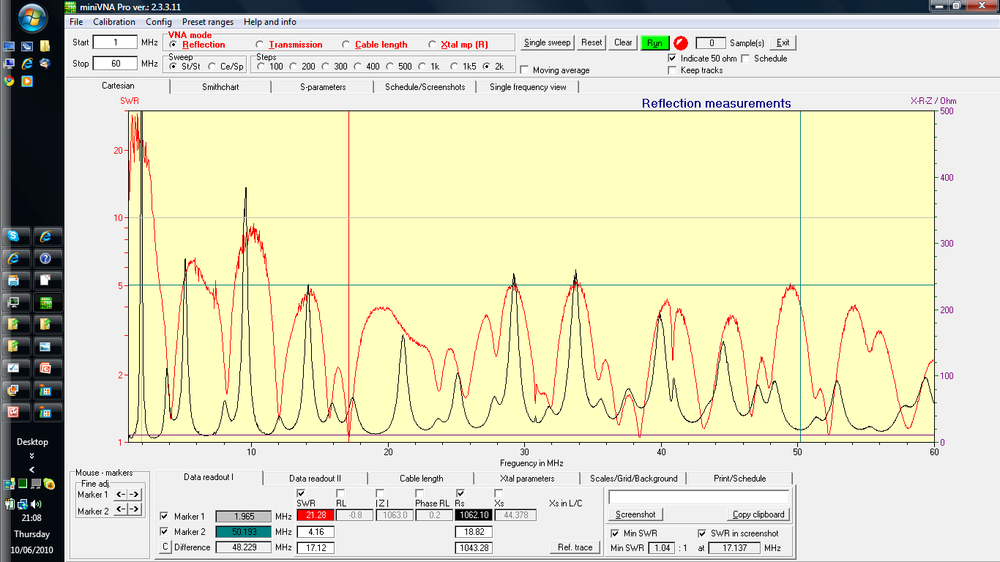 miniVNA Pro ver.: 2.3.3.11
File Calibration Config Preset ranges Help and info
Start 1 MHz
Stop 60 MHz
VNA mode
Reflection Transmission Cable length Xtal mp (R)
Sweep
St/St Ce/Sp
Steps
100 200 300 400 500 1k 1k5 2k
Single sweep Reset Clear Run 0 Sample(s) Exit
Indicate 50 ohm Schedule
Moving average Keep tracks
Cartesian Smithchart S-parameters Schedule/Screenshots Single frequency view
SWR Reflection measurements X-R-Z / Ohm
500
20
400
10
300
5
200
2
100
1 0
10 20 30 40 50 60
Frequency in MHz
Mouse - markers
Fine adj.
Marker 1 <- ->
Marker 2 <- ->
Data readout I Data readout II Cable length Xtal parameters Scales/Grid/Background Print/Schedule
SWR RL |Z| Phase RL Rs Xs Xs in L/C
Marker 1 1.965 MHz 21.28 -0.8 1063.0 0.2 1062.10 44.378
Marker 2 50.193 MHz 4.16 18.82
C Difference 48.229 MHz 17.12 1043.28 Ref. trace
Screenshot Copy clipboard
Min SWR SWR in screenshot
Min SWR 1.04 : 1 at 17.137 MHz
Desktop
21:08
Thursday
10/06/2010